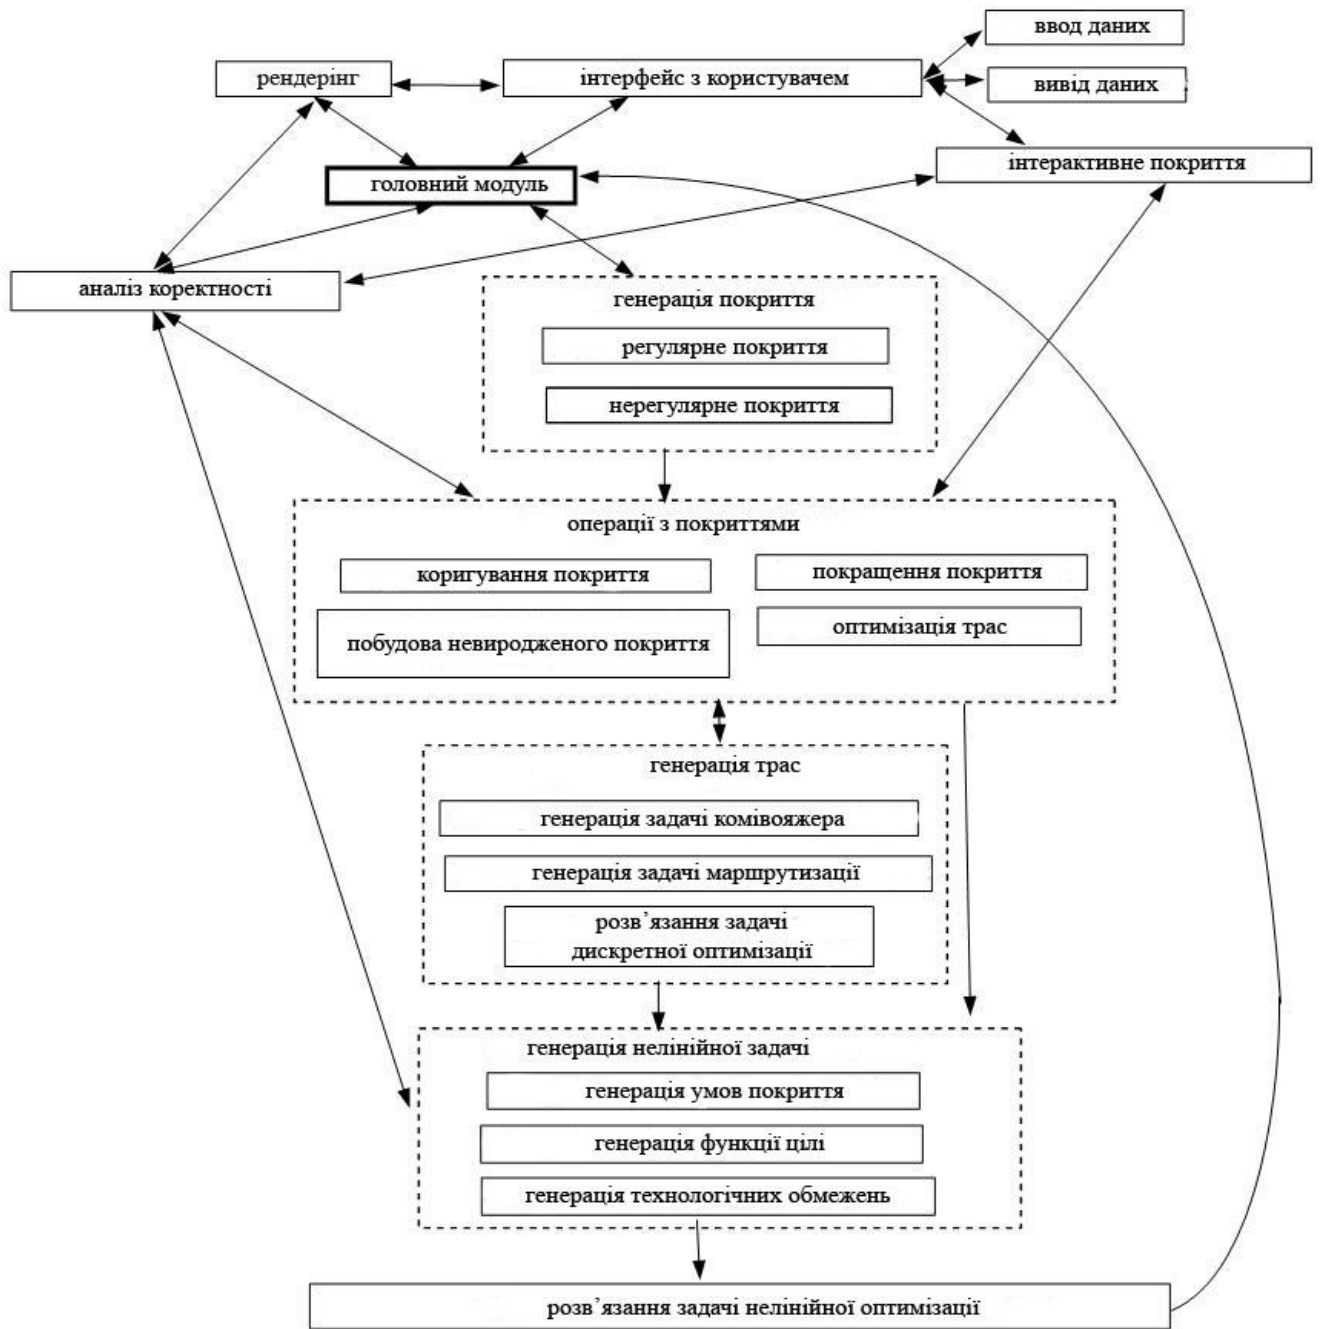 ввод даних
рендерінг
інтерфейс з користувачем
вивід даних
інтерактивне покриття
головний модуль
аналіз коректності
генерація покриття
регулярне покриття
нерегулярне покриття
операції з покриттями
коригування покриття
покращення покриття
побудова невиродженого покриття
оптимізація трас
генерація трас
генерація задачі комівояжера
генерація задачі маршрутизації
розв’язання задачі
дискретної оптимізації
генерація нелінійної задачі
генерація умов покриття
генерація функції цілі
генерація технологічних обмежень
розв’язання задачі нелінійної оптимізації